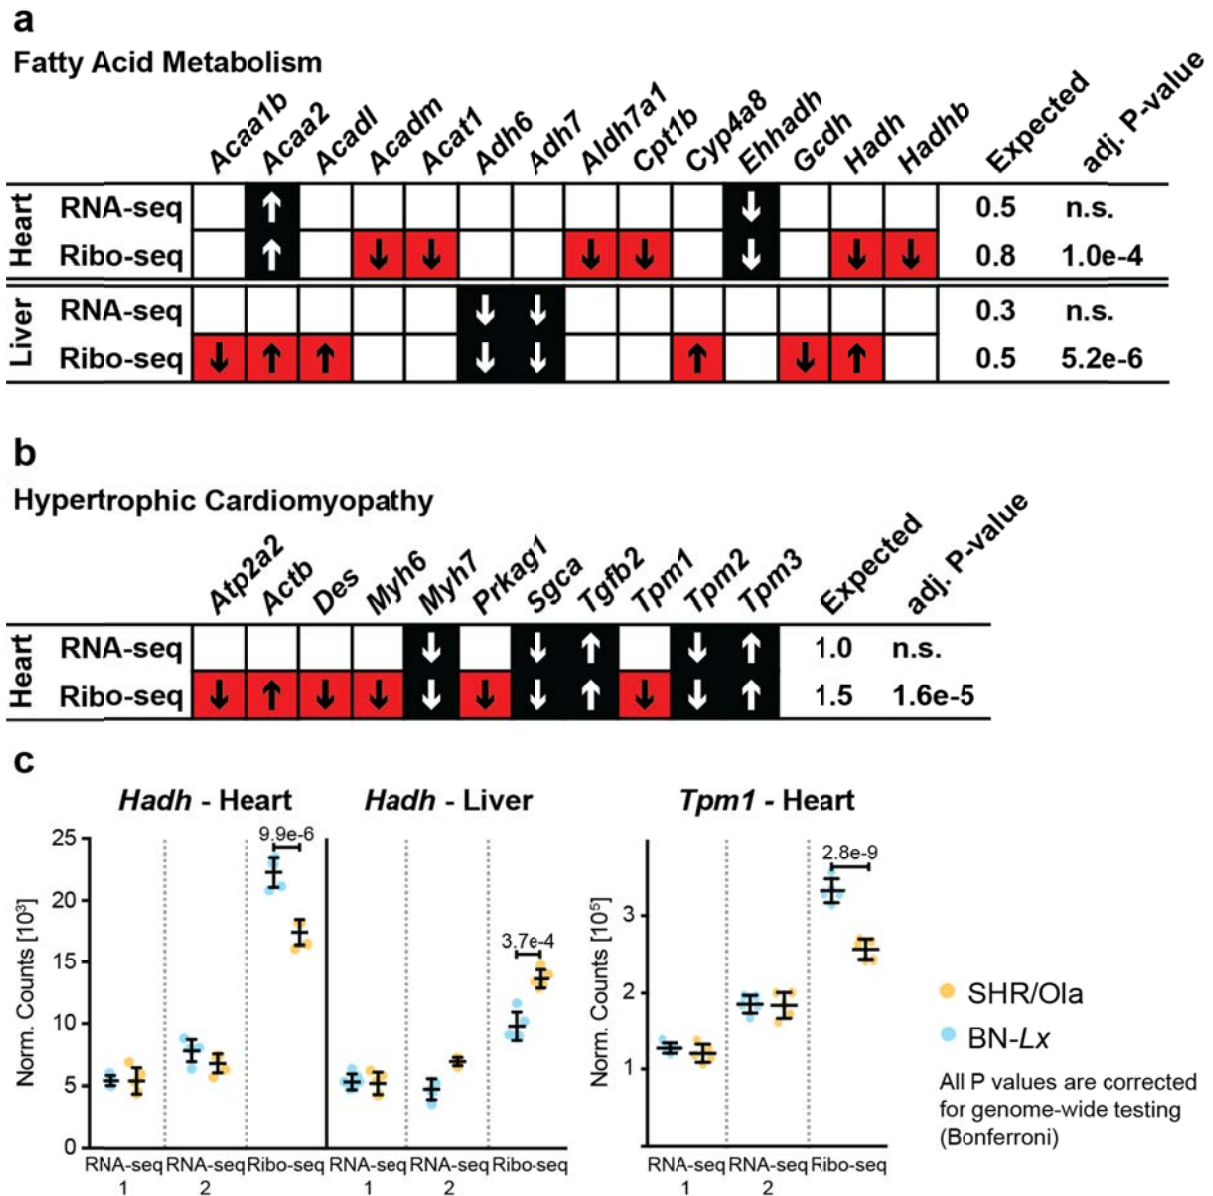 a
Fatty Acid Metabolism
Acaa1b Acaa2 Acadl Acadm Acat1 Adh6 Adh7 Aldh7a1 Cpt1b Cyp4a8 Ehhadh Gcdh Hadh Hadhb Expected adj. P-value
Heart
RNA-seq ↑ ↓ 0.5 n.s.
Ribo-seq ↑ ↓ ↓ ↓ ↓ ↓ ↓ ↓ 0.8 1.0e-4
Liver
RNA-seq ↓ ↓ 0.3 n.s.
Ribo-seq ↓ ↑ ↑ ↓ ↓ ↑ ↓ ↑ 0.5 5.2e-6
b
Hypertrophic Cardiomyopathy
Atp2a2 Actb Des Myh6 Myh7 Prkag1 Sgca Tgfb2 Tpm1 Tpm2 Tpm3 Expected adj. P-value
Heart
RNA-seq ↓ ↓ ↑ ↓ ↑ 1.0 n.s.
Ribo-seq ↓ ↑ ↓ ↓ ↓ ↓ ↓ ↑ ↓ ↓ ↑ 1.5 1.6e-5
c
Hadh - Heart
Norm. Counts [10³]
25
20
15
10
5
0
9.9e-6
RNA-seq 1
RNA-seq 2
Ribo-seq
Hadh - Liver
3.7e-4
RNA-seq 1
RNA-seq 2
Ribo-seq
Tpm1 - Heart
Norm. Counts [10⁵]
3
2
1
2.8e-9
RNA-seq 1
RNA-seq 2
Ribo-seq
SHR/Ola
BN-Lx
All P values are corrected
for genome-wide testing
(Bonferroni)